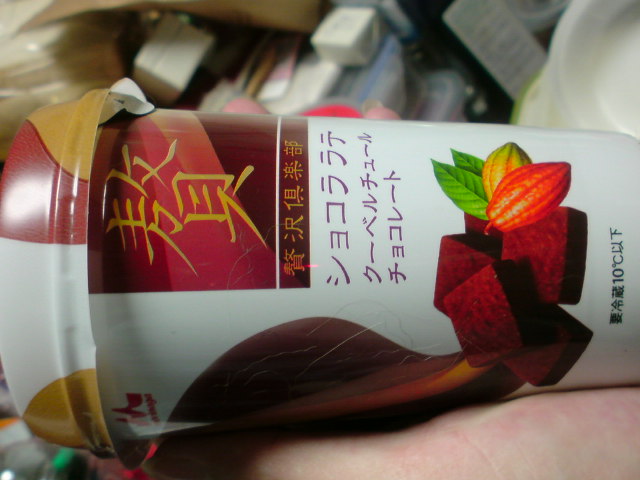 贅
贅沢倶楽部
ショコララテ
クーベルチュール
チョコレート
要冷蔵10℃以下